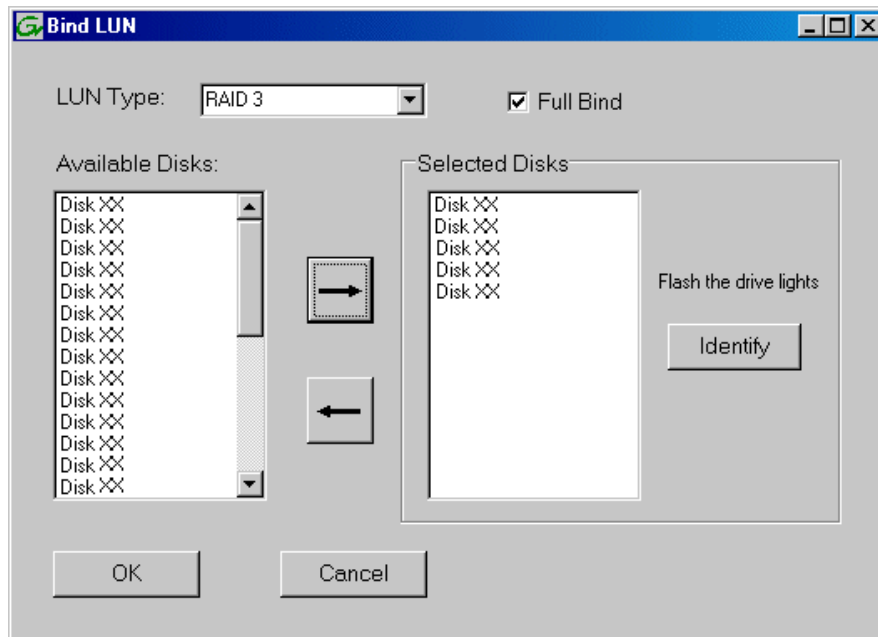 Bind LUN
LUN Type: RAID 3 Full Bind
Available Disks: Selected Disks
Disk XX Disk XX
Disk XX Disk XX
Disk XX Disk XX
Disk XX Disk XX
Disk XX Disk XX Flash the drive lights
Disk XX
Disk XX
Disk XX Identify
Disk XX
Disk XX
Disk XX
Disk XX
Disk XX
Disk XX
OK Cancel